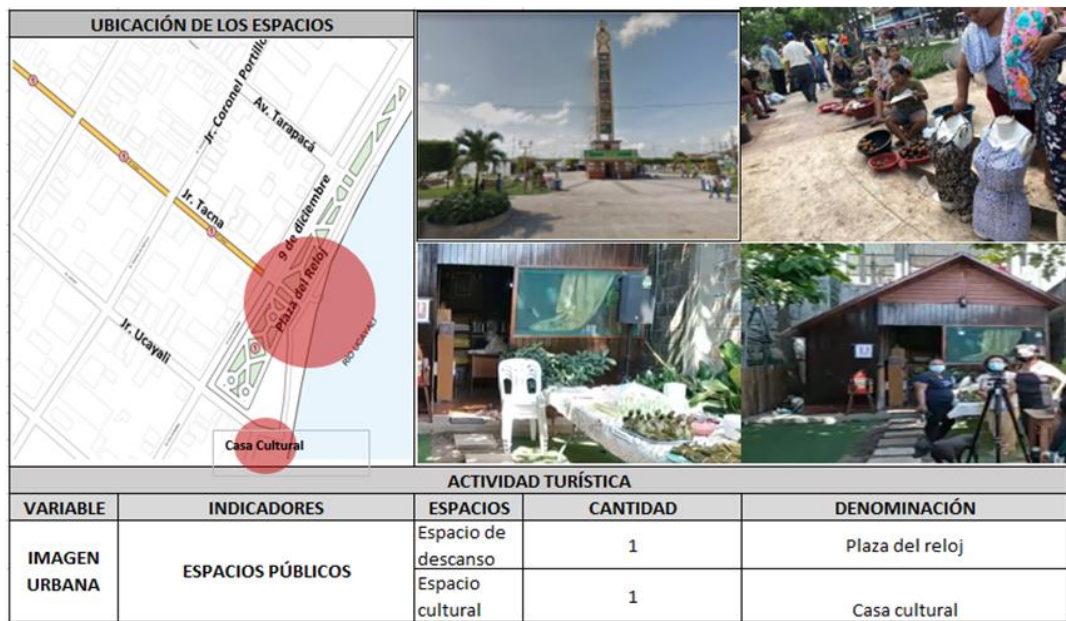 UBICACIÓN DE LOS ESPACIOS
Jr. Coronel Portillo
Av. Tarapacá
Jr. Tacna
9 de diciembre
Plaza del Reloj
RIO UCAYALI
Jr. Ucayali
Casa Cultural
ACTIVIDAD TURÍSTICA
VARIABLE INDICADORES ESPACIOS CANTIDAD DENOMINACIÓN
IMAGEN
URBANA
ESPACIOS PÚBLICOS
Espacio de
descanso
1
Plaza del reloj
Espacio
cultural
1
Casa cultural